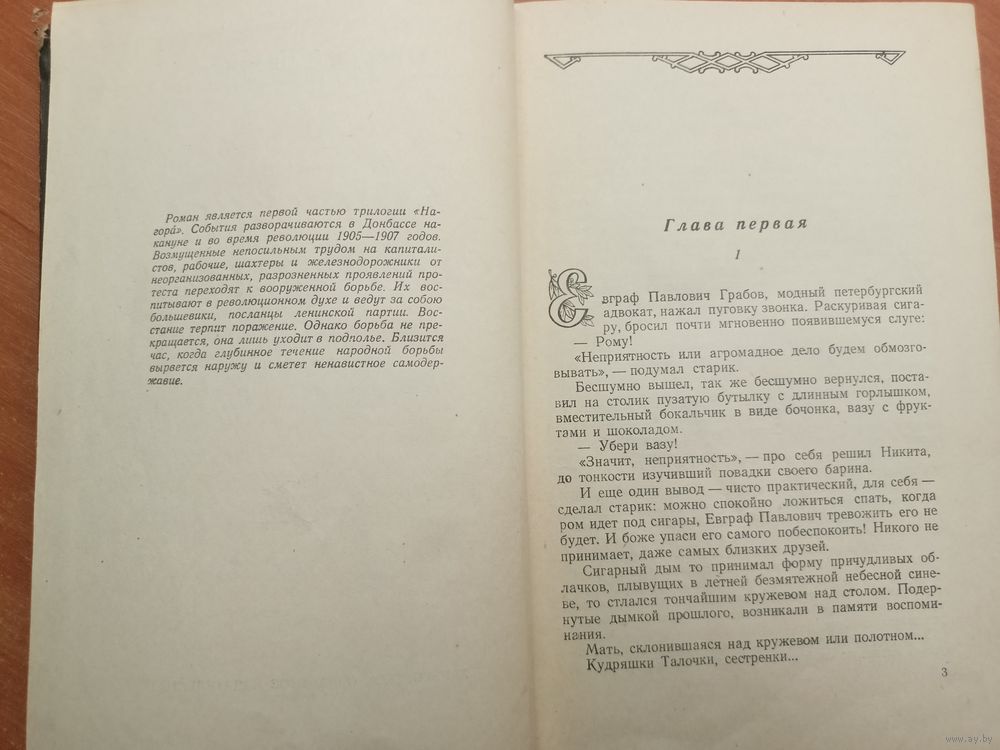 Роман является первой частью трилогии «На-
гора́». События разворачиваются в Донбассе на-
кануне и во время революции 1905—1907 годов.
Возмущенные непосильным трудом на капитали-
стов, рабочие, шахтеры и железнодорожники от
неорганизованных, разрозненных проявлений про-
теста переходят к вооруженной борьбе. Их вос-
питывают в революционном духе и ведут за собою
большевики, посланцы ленинской партии. Вос-
стание терпит поражение. Однако борьба не пре-
кращается, она лишь уходит в подполье. Близится
час, когда глубинное течение народной борьбы
вырвется наружу и сметет ненавистное самодер-
жавие.
Глава первая
1
Евграф Павлович Грабов, модный петербургский
адвокат, нажал пуговку звонка. Раскуривая сига-
ру, бросил почти мгновенно появившемуся слуге:
— Рому!
«Неприятность или агромадное дело будем обмозго-
вывать», — подумал старик.
Бесшумно вышел, так же бесшумно вернулся, поста-
вил на столик пузатую бутылку с длинным горлышком,
вместительный бокальчик в виде бочонка, вазу с фрук-
тами и шоколадом.
— Убери вазу!
«Значит, неприятность», — про себя решил Никита,
до тонкости изучивший повадки своего барина.
И еще один вывод — чисто практический, для себя —
сделал старик: можно спокойно ложиться спать, когда
ром идет под сигары, Евграф Павлович тревожить его не
будет. И боже упаси его самого побеспокоить! Никого не
принимает, даже самых близких друзей.
Сигарный дым то принимал форму причудливых об-
лачков, плывущих в летней безмятежной небесной сине-
ве, то стлался тончайшим кружевом над столом. Подер-
нутые дымкой прошлого, возникали в памяти воспоми-
нания.
Мать, склонившаяся над кружевом или полотном...
Кудряшки Талочки, сестренки...
3
www.ay.by